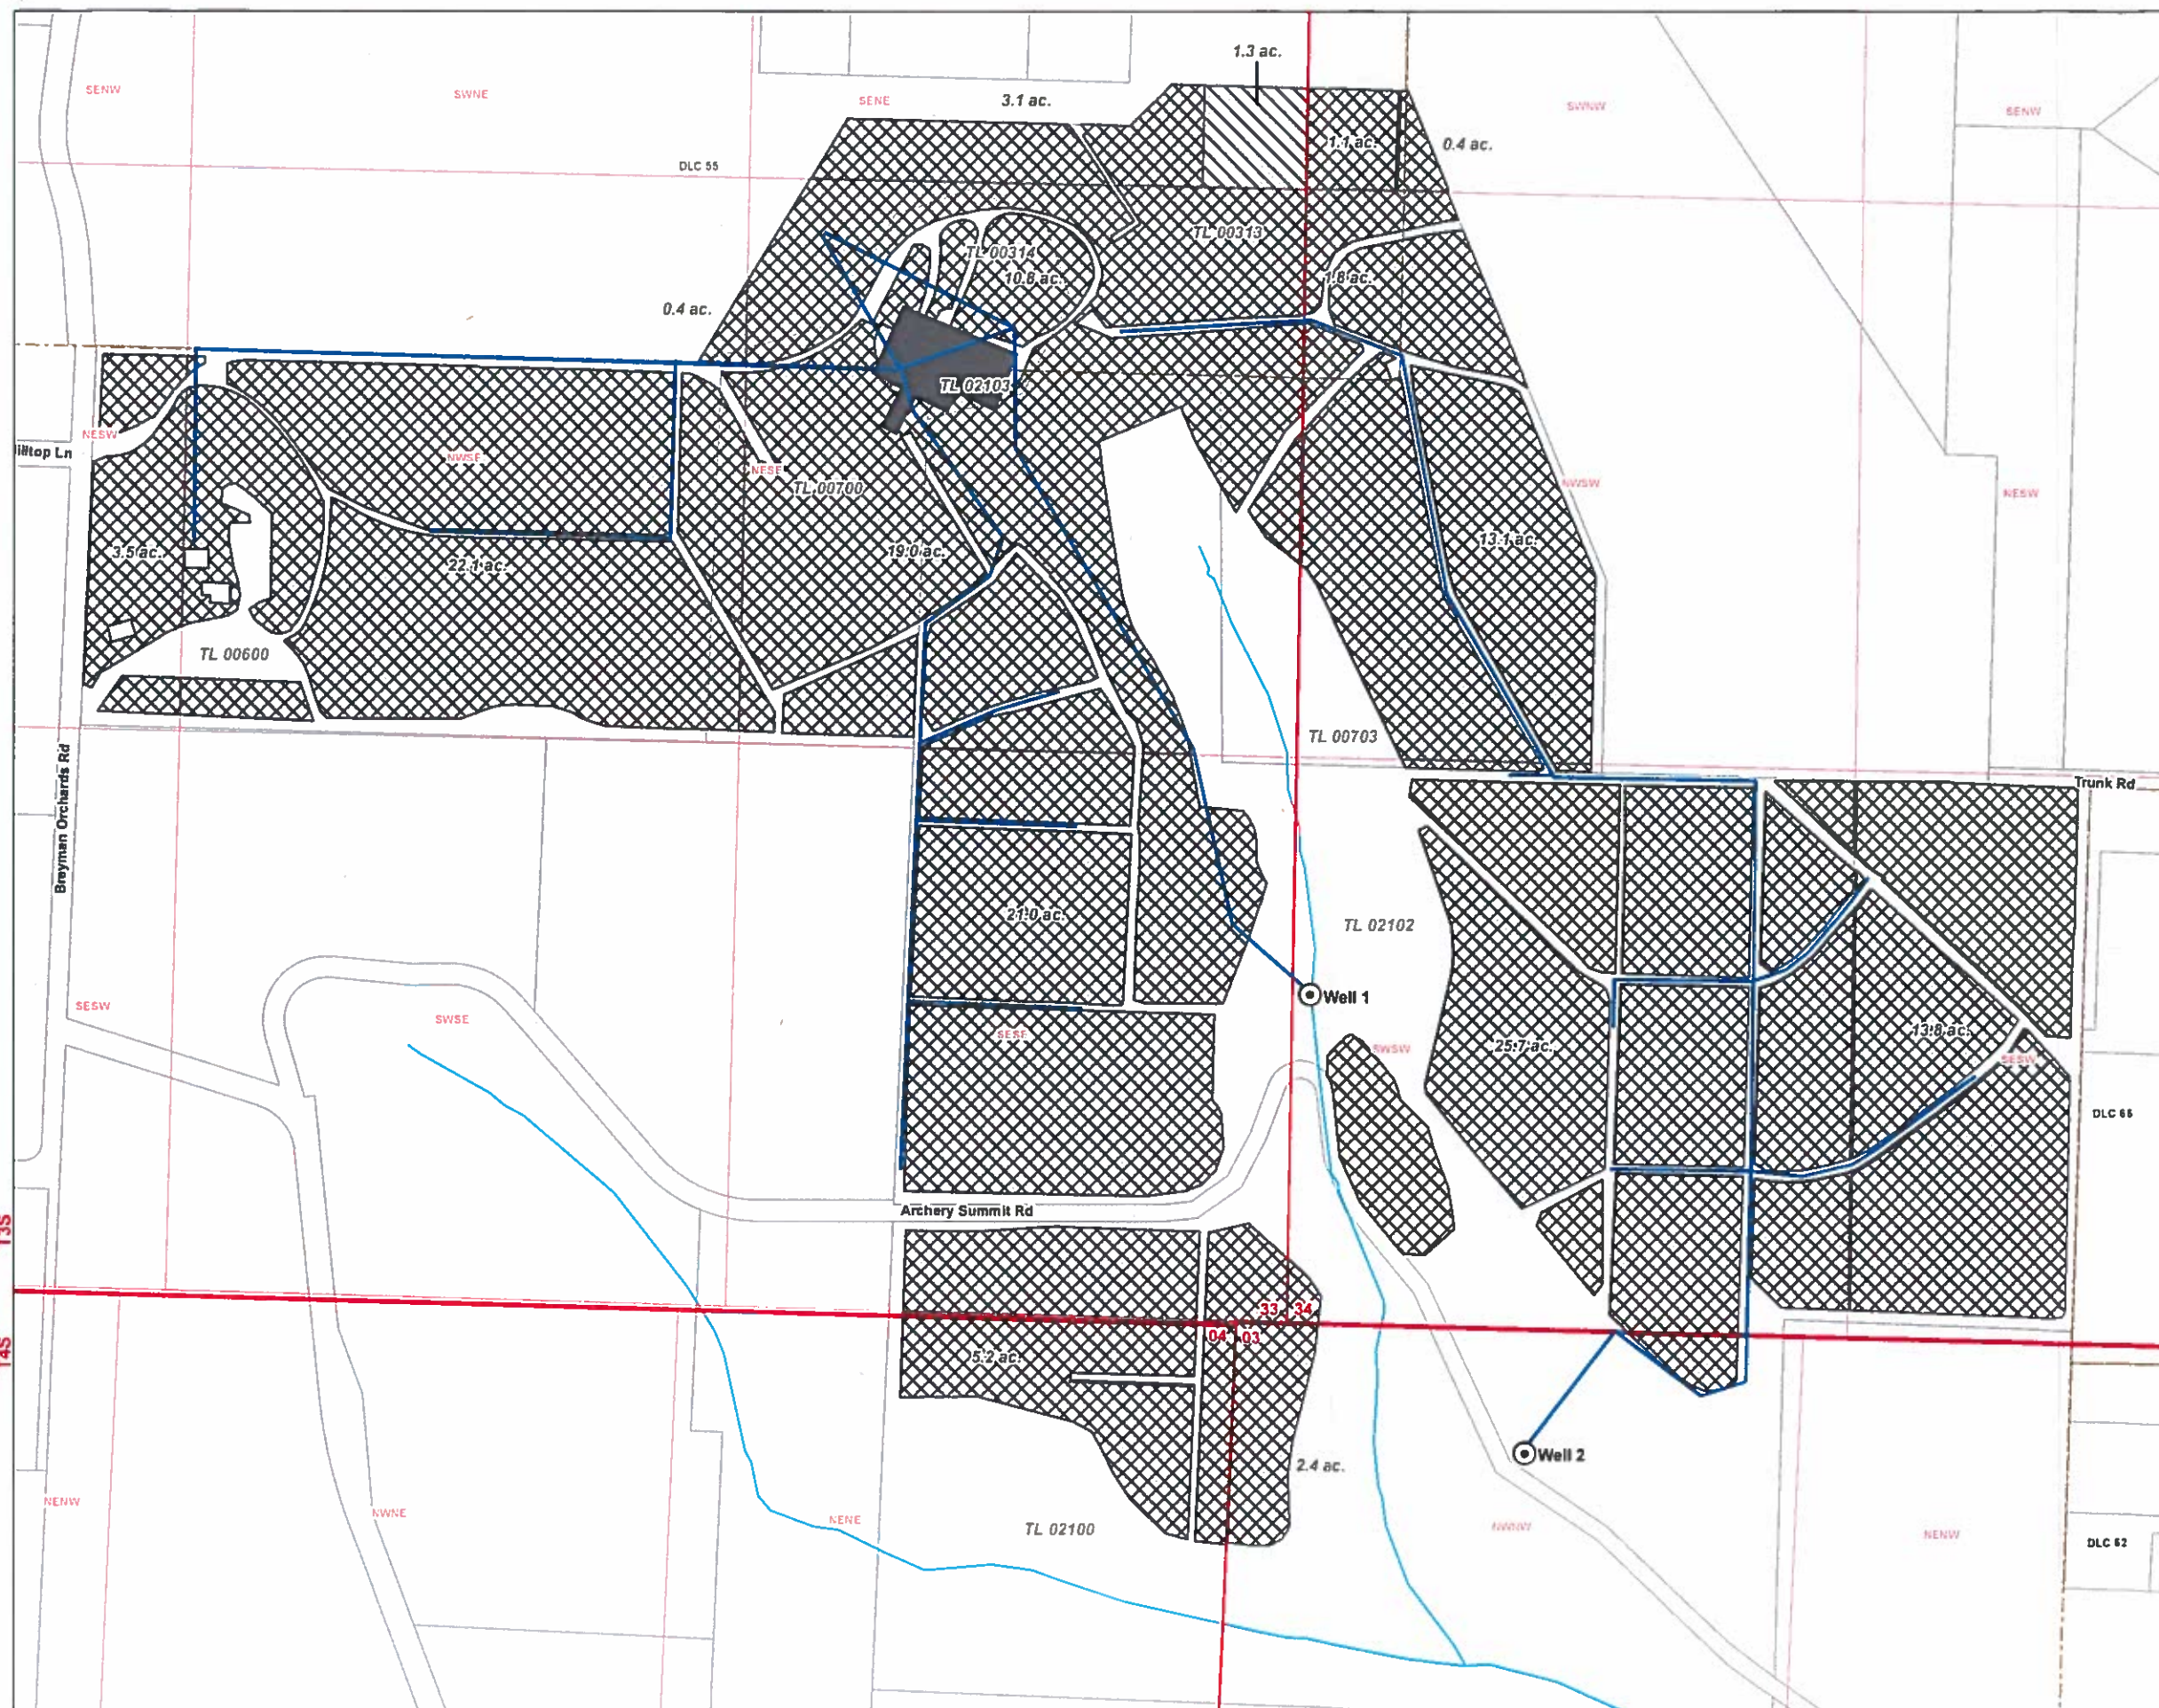 1.3 ac.
SENW
SWNE
SENE
3.1 ac.
SWNW
SENW
1.1 ac.
0.4 ac.
DLC 55
TL 00313
TL 00314
10.8 ac.
1.8 ac.
0.4 ac.
TL 02103
NESW
illtop Ln
NWSE
NESE
TL 00700
NWSW
NESW
3.5 ac.
22.1 ac.
19.0 ac.
13.1 ac.
TL 00600
TL 00703
Trunk Rd
Breyman Orchards Rd
21.0 ac.
TL 02102
Well 1
SESW
SWSE
SESE
SWSW
25.7 ac.
13.8 ac.
SESW
DLC 65
Archery Summit Rd
13S
33
34
04
03
14S
5.2 ac.
Well 2
2.4 ac.
NENW
NWNE
NENE
TL 02100
NWNW
NENW
DLC 52